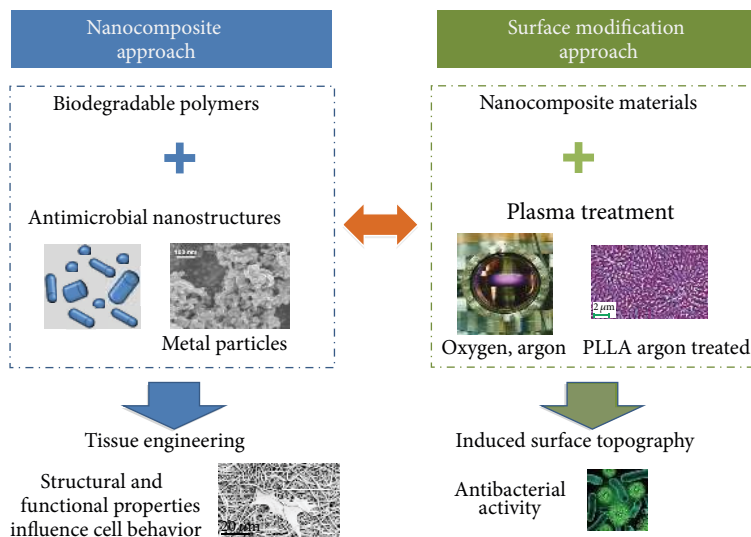 Nanocomposite
approach
Biodegradable polymers
+
Antimicrobial nanostructures
Metal particles
Tissue engineering
Structural and
functional properties
influence cell behavior
20 μm
Surface modification
approach
Nanocomposite materials
+
Plasma treatment
2 μm
Oxygen, argon
PLLA argon treated
Induced surface topography
Antibacterial
activity